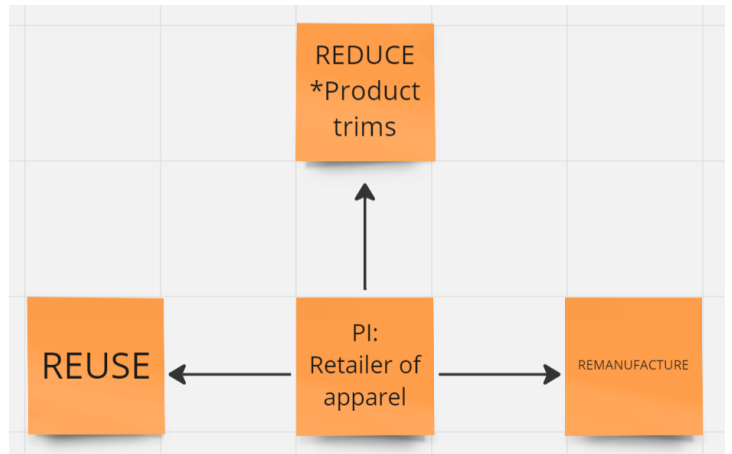 REDUCE
*Product
trims
REUSE
PI:
Retailer of
apparel
REMANUFACTURE